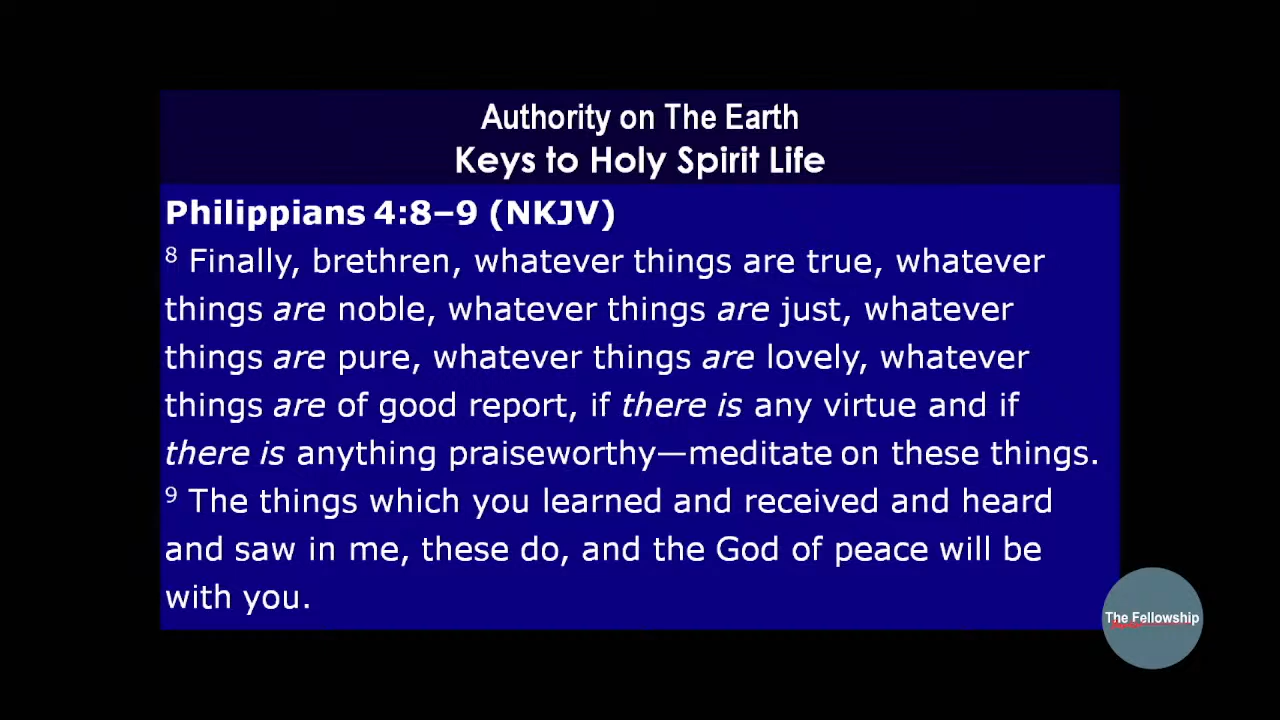 Authority on The Earth
Keys to Holy Spirit Life
Philippians 4:8–9 (NKJV)
8 Finally, brethren, whatever things are true, whatever
things are noble, whatever things are just, whatever
things are pure, whatever things are lovely, whatever
things are of good report, if there is any virtue and if
there is anything praiseworthy—meditate on these things.
9 The things which you learned and received and heard
and saw in me, these do, and the God of peace will be
with you.
The Fellowship